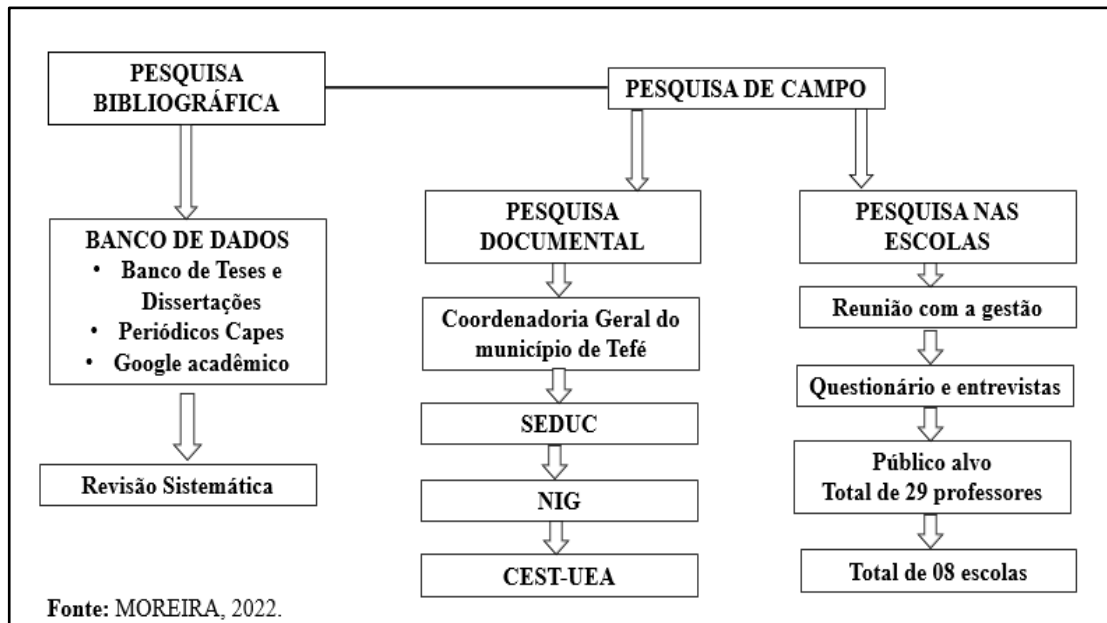 PESQUISA
BIBLIOGRÁFICA
PESQUISA DE CAMPO
BANCO DE DADOS
• Banco de Teses e
Dissertações
• Periódicos Capes
• Google acadêmico
Revisão Sistemática
PESQUISA
DOCUMENTAL
Coordenadoria Geral do
município de Tefé
SEDUC
NIG
CEST-UEA
PESQUISA NAS
ESCOLAS
Reunião com a gestão
Questionário e entrevistas
Público alvo
Total de 29 professores
Total de 08 escolas
Fonte: MOREIRA, 2022.